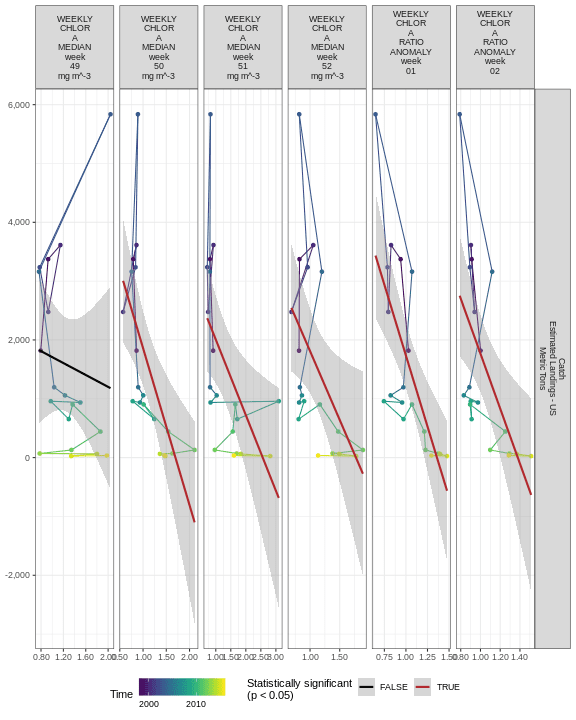 WEEKLY
CHLOR
A
MEDIAN
week
49
mg m^-3
WEEKLY
CHLOR
A
MEDIAN
week
50
mg m^-3
WEEKLY
CHLOR
A
MEDIAN
week
51
mg m^-3
WEEKLY
CHLOR
A
MEDIAN
week
52
mg m^-3
WEEKLY
CHLOR
A
RATIO
ANOMALY
week
01
WEEKLY
CHLOR
A
RATIO
ANOMALY
week
02
6,000
4,000
2,000
0
-2,000
Catch
Estimated Landings - US
Metric Tons
0.80 1.20 1.60 2.00
0.50 1.00 1.50 2.00
1.00 1.50 2.00 2.50 3.00
1.00 1.50
0.75 1.00 1.25 1.50
0.80 1.00 1.20 1.40
Time
2000 2010
Statistically significant
(p < 0.05)
FALSE
TRUE